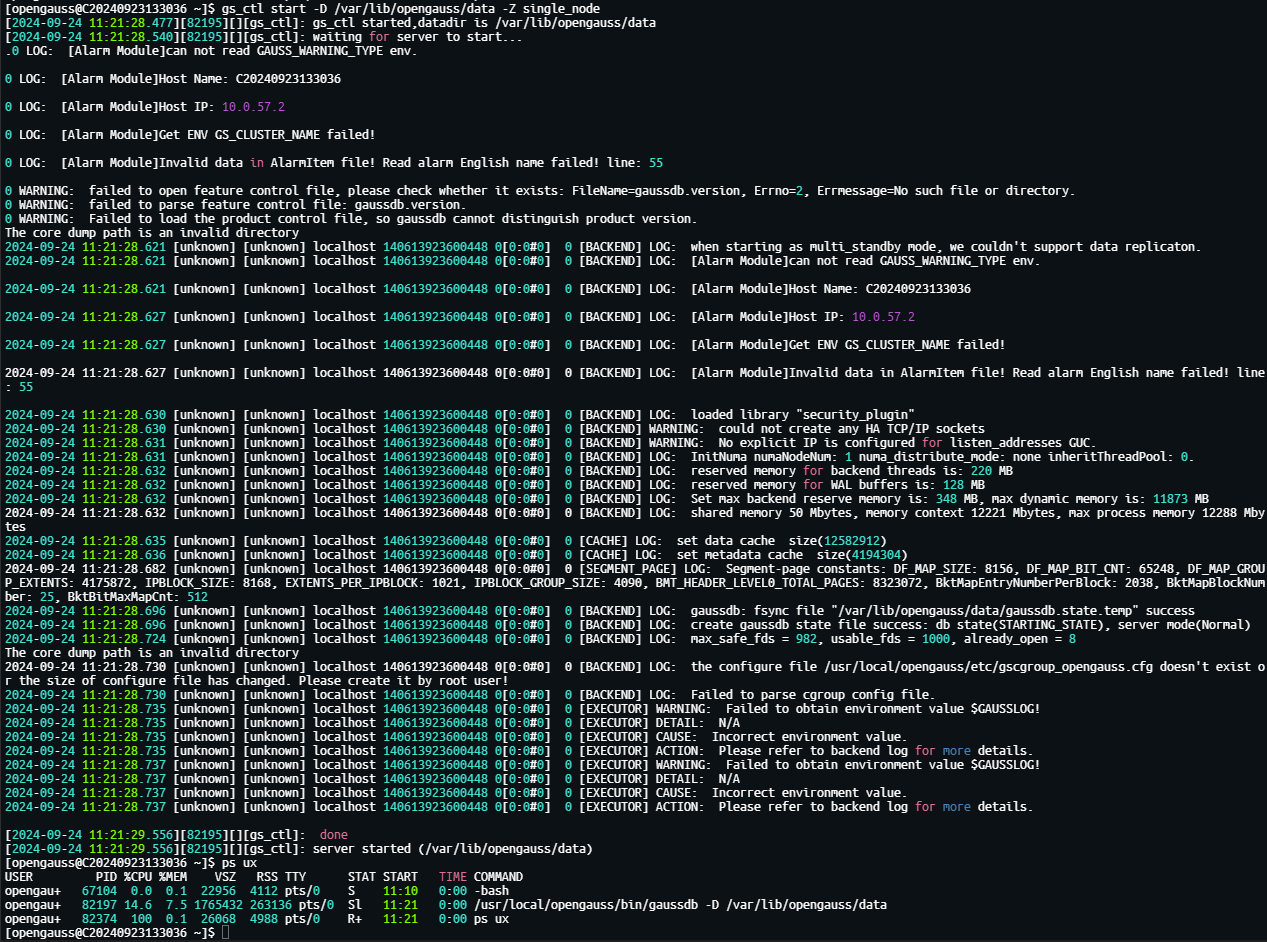 [opengauss@C20240923133036 ~]$ gs_ctl start -D /var/lib/opengauss/data -Z single_node
[2024-09-24 11:21:28.477][82195][][gs_ctl]: gs_ctl started,datadir is /var/lib/opengauss/data
[2024-09-24 11:21:28.540][82195][][gs_ctl]: waiting for server to start...
.0 LOG:  [Alarm Module]can not read GAUSS_WARNING_TYPE env.
0 LOG:  [Alarm Module]Host Name: C20240923133036
0 LOG:  [Alarm Module]Host IP: 10.0.57.2
0 LOG:  [Alarm Module]Get ENV GS_CLUSTER_NAME failed!
0 LOG:  [Alarm Module]Invalid data in AlarmItem file! Read alarm English name failed! line: 55
0 WARNING:  failed to open feature control file, please check whether it exists: FileName=gaussdb.version, Errno=2, Errmessage=No such file or directory.
0 WARNING:  failed to parse feature control file: gaussdb.version.
0 WARNING:  Failed to load the product control file, so gaussdb cannot distinguish product version.
The core dump path is an invalid directory
2024-09-24 11:21:28.621 [unknown] [unknown] localhost 140613923600448 0[0:0#0]  0 [BACKEND] LOG:  when starting as multi_standby mode, we couldn't support data replicaton.
2024-09-24 11:21:28.621 [unknown] [unknown] localhost 140613923600448 0[0:0#0]  0 [BACKEND] LOG:  [Alarm Module]can not read GAUSS_WARNING_TYPE env.
2024-09-24 11:21:28.621 [unknown] [unknown] localhost 140613923600448 0[0:0#0]  0 [BACKEND] LOG:  [Alarm Module]Host Name: C20240923133036
2024-09-24 11:21:28.627 [unknown] [unknown] localhost 140613923600448 0[0:0#0]  0 [BACKEND] LOG:  [Alarm Module]Host IP: 10.0.57.2
2024-09-24 11:21:28.627 [unknown] [unknown] localhost 140613923600448 0[0:0#0]  0 [BACKEND] LOG:  [Alarm Module]Get ENV GS_CLUSTER_NAME failed!
2024-09-24 11:21:28.627 [unknown] [unknown] localhost 140613923600448 0[0:0#0]  0 [BACKEND] LOG:  [Alarm Module]Invalid data in AlarmItem file! Read alarm English name failed! line
: 55
2024-09-24 11:21:28.630 [unknown] [unknown] localhost 140613923600448 0[0:0#0]  0 [BACKEND] LOG:  loaded library "security_plugin"
2024-09-24 11:21:28.630 [unknown] [unknown] localhost 140613923600448 0[0:0#0]  0 [BACKEND] WARNING:  could not create any HA TCP/IP sockets
2024-09-24 11:21:28.631 [unknown] [unknown] localhost 140613923600448 0[0:0#0]  0 [BACKEND] WARNING:  No explicit IP is configured for listen_addresses GUC.
2024-09-24 11:21:28.631 [unknown] [unknown] localhost 140613923600448 0[0:0#0]  0 [BACKEND] LOG:  InitNuma numaNodeNum: 1 numa_distribute_mode: none inheritThreadPool: 0.
2024-09-24 11:21:28.632 [unknown] [unknown] localhost 140613923600448 0[0:0#0]  0 [BACKEND] LOG:  reserved memory for backend threads is: 220 MB
2024-09-24 11:21:28.632 [unknown] [unknown] localhost 140613923600448 0[0:0#0]  0 [BACKEND] LOG:  reserved memory for WAL buffers is: 128 MB
2024-09-24 11:21:28.632 [unknown] [unknown] localhost 140613923600448 0[0:0#0]  0 [BACKEND] LOG:  Set max backend reserve memory is: 348 MB, max dynamic memory is: 11873 MB
2024-09-24 11:21:28.632 [unknown] [unknown] localhost 140613923600448 0[0:0#0]  0 [BACKEND] LOG:  shared memory 50 Mbytes, memory context 12221 Mbytes, max process memory 12288 Mby
tes
2024-09-24 11:21:28.635 [unknown] [unknown] localhost 140613923600448 0[0:0#0]  0 [CACHE] LOG:  set data cache  size(12582912)
2024-09-24 11:21:28.636 [unknown] [unknown] localhost 140613923600448 0[0:0#0]  0 [CACHE] LOG:  set metadata cache  size(4194304)
2024-09-24 11:21:28.682 [unknown] [unknown] localhost 140613923600448 0[0:0#0]  0 [SEGMENT_PAGE] LOG:  Segment-page constants: DF_MAP_SIZE: 8156, DF_MAP_BIT_CNT: 65248, DF_MAP_GROU
P_EXTENTS: 4175872, IPBLOCK_SIZE: 8168, EXTENTS_PER_IPBLOCK: 1021, IPBLOCK_GROUP_SIZE: 4090, BMT_HEADER_LEVEL0_TOTAL_PAGES: 8323072, BktMapEntryNumberPerBlock: 2038, BktMapBlockNum
ber: 25, BktBitMaxMapCnt: 512
2024-09-24 11:21:28.696 [unknown] [unknown] localhost 140613923600448 0[0:0#0]  0 [BACKEND] LOG:  gaussdb: fsync file "/var/lib/opengauss/data/gaussdb.state.temp" success
2024-09-24 11:21:28.696 [unknown] [unknown] localhost 140613923600448 0[0:0#0]  0 [BACKEND] LOG:  create gaussdb state file success: db state(STARTING_STATE), server mode(Normal)
2024-09-24 11:21:28.724 [unknown] [unknown] localhost 140613923600448 0[0:0#0]  0 [BACKEND] LOG:  max_safe_fds = 982, usable_fds = 1000, already_open = 8
The core dump path is an invalid directory
2024-09-24 11:21:28.730 [unknown] [unknown] localhost 140613923600448 0[0:0#0]  0 [BACKEND] LOG:  the configure file /usr/local/opengauss/etc/gscgroup_opengauss.cfg doesn't exist o
r the size of configure file has changed. Please create it by root user!
2024-09-24 11:21:28.730 [unknown] [unknown] localhost 140613923600448 0[0:0#0]  0 [BACKEND] LOG:  Failed to parse cgroup config file.
2024-09-24 11:21:28.735 [unknown] [unknown] localhost 140613923600448 0[0:0#0]  0 [EXECUTOR] WARNING:  Failed to obtain environment value $GAUSSLOG!
2024-09-24 11:21:28.735 [unknown] [unknown] localhost 140613923600448 0[0:0#0]  0 [EXECUTOR] DETAIL:  N/A
2024-09-24 11:21:28.735 [unknown] [unknown] localhost 140613923600448 0[0:0#0]  0 [EXECUTOR] CAUSE:  Incorrect environment value.
2024-09-24 11:21:28.735 [unknown] [unknown] localhost 140613923600448 0[0:0#0]  0 [EXECUTOR] ACTION:  Please refer to backend log for more details.
2024-09-24 11:21:28.737 [unknown] [unknown] localhost 140613923600448 0[0:0#0]  0 [EXECUTOR] WARNING:  Failed to obtain environment value $GAUSSLOG!
2024-09-24 11:21:28.737 [unknown] [unknown] localhost 140613923600448 0[0:0#0]  0 [EXECUTOR] DETAIL:  N/A
2024-09-24 11:21:28.737 [unknown] [unknown] localhost 140613923600448 0[0:0#0]  0 [EXECUTOR] CAUSE:  Incorrect environment value.
2024-09-24 11:21:28.737 [unknown] [unknown] localhost 140613923600448 0[0:0#0]  0 [EXECUTOR] ACTION:  Please refer to backend log for more details.
[2024-09-24 11:21:29.556][82195][][gs_ctl]:  done
[2024-09-24 11:21:29.556][82195][][gs_ctl]: server started (/var/lib/opengauss/data)
[opengauss@C20240923133036 ~]$ ps ux
USER         PID %CPU %MEM    VSZ   RSS TTY      STAT START   TIME COMMAND
opengau+   67104  0.0  0.1  22956  4112 pts/0    S    11:10   0:00 -bash
opengau+   82197 14.6  7.5 1765432 263136 pts/0  Sl   11:21   0:00 /usr/local/opengauss/bin/gaussdb -D /var/lib/opengauss/data
opengau+   82374  100  0.1  26068  4988 pts/0    R+   11:21   0:00 ps ux
[opengauss@C20240923133036 ~]$